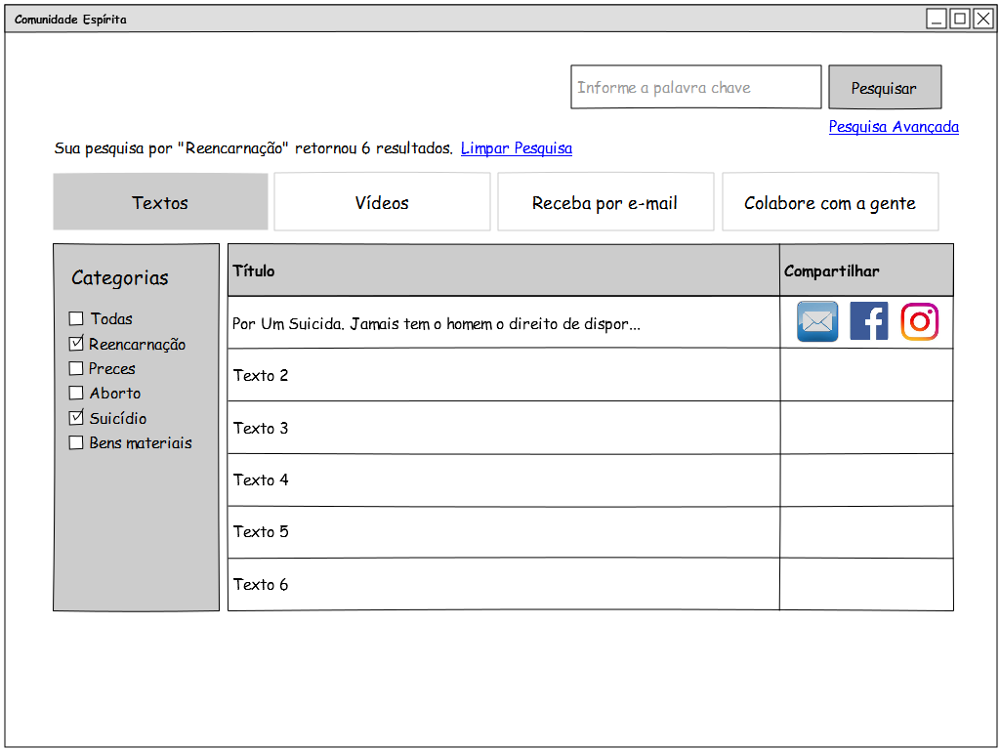 Comunidade Espírita
Informe a palavra chave
Pesquisar
Pesquisa Avançada
Sua pesquisa por "Reencarnação" retornou 6 resultados. Limpar Pesquisa
Textos
Vídeos
Receba por e-mail
Colabore com a gente
Categorias
Todas
Reencarnação
Preces
Aborto
Suicídio
Bens materiais
Título
Compartilhar
Por Um Suicida. Jamais tem o homem o direito de dispor...
Texto 2
Texto 3
Texto 4
Texto 5
Texto 6